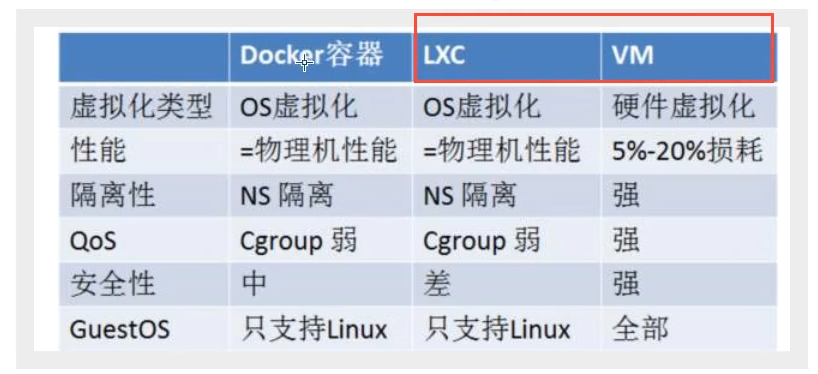 Docker容器 LXC VM
虚拟化类型 OS虚拟化 OS虚拟化 硬件虚拟化
性能 =物理机性能 =物理机性能 5%-20%损耗
隔离性 NS 隔离 NS 隔离 强
QoS Cgroup 弱 Cgroup 弱 强
安全性 中 差 强
GuestOS 只支持Linux 只支持Linux 全部